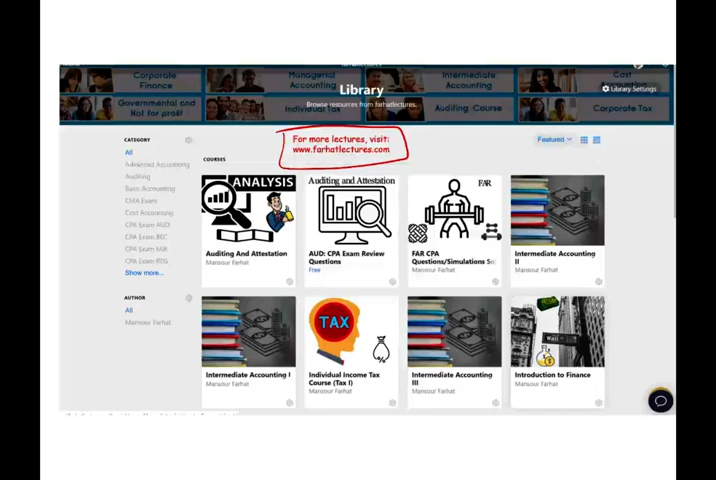 farhatlectures
Corporate Finance
Managerial Accounting
Intermediate Accounting
Cost
Library
Browse resources from farhatlectures.
Library Settings
Governmental and Not for profit
Individual Tax
Auditing Course
Corporate Tax
For more lectures, visit:
www.farhatlectures.com
Featured
CATEGORY
All
Advanced Accounting
Auditing
Basic Accounting
CMA Exam
Cost Accounting
CPA Exam AUD
CPA Exam BEC
CPA Exam FAR
CPA Exam REG
Show more...
AUTHOR
All
Mansour Farhat
COURSES
ANALYSIS
Auditing And Attestation
Mansour Farhat
Auditing and Attestation
AUD: CPA Exam Review
Questions
Free
FAR
FAR CPA
Questions/Simulations So
Mansour Farhat
Intermediate Accounting
II
Mansour Farhat
Intermediate Accounting I
Mansour Farhat
TAX
Individual Income Tax
Course (Tax I)
Mansour Farhat
Intermediate Accounting
III
Mansour Farhat
Wall
Introduction to Finance
Mansour Farhat